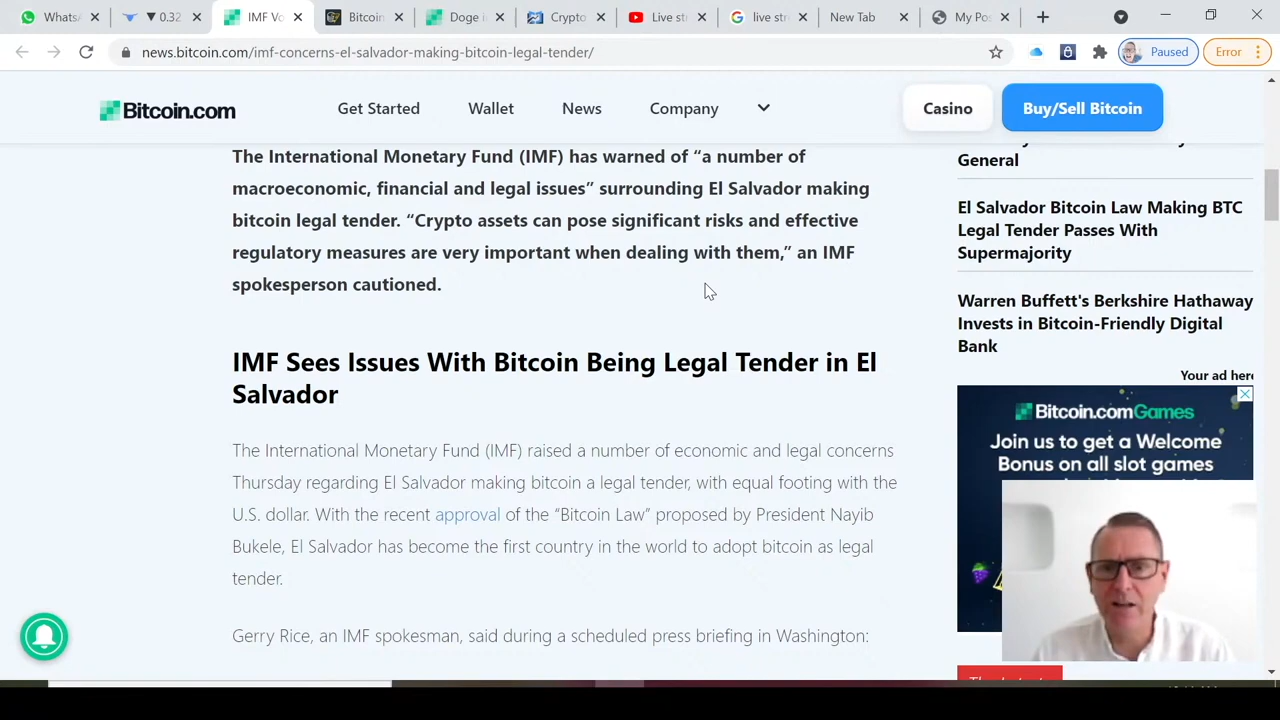 WhatsA
0.32
IMF Vo
Bitcoin
Doge i
Crypto
Live st
live str
New Tab
My Po
news.bitcoin.com/imf-concerns-el-salvador-making-bitcoin-legal-tender/
Paused
Error
Bitcoin.com
Get Started
Wallet
News
Company
Casino
Buy/Sell Bitcoin
The International Monetary Fund (IMF) has warned of “a number of
macroeconomic, financial and legal issues” surrounding El Salvador making
bitcoin legal tender. “Crypto assets can pose significant risks and effective
regulatory measures are very important when dealing with them,” an IMF
spokesperson cautioned.
IMF Sees Issues With Bitcoin Being Legal Tender in El
Salvador
The International Monetary Fund (IMF) raised a number of economic and legal concerns
Thursday regarding El Salvador making bitcoin a legal tender, with equal footing with the
U.S. dollar. With the recent approval of the “Bitcoin Law” proposed by President Nayib
Bukele, El Salvador has become the first country in the world to adopt bitcoin as legal
tender.
Gerry Rice, an IMF spokesman, said during a scheduled press briefing in Washington:
General
El Salvador Bitcoin Law Making BTC
Legal Tender Passes With
Supermajority
Warren Buffett's Berkshire Hathaway
Invests in Bitcoin-Friendly Digital
Bank
Your ad here
Bitcoin.comGames
Join us to get a Welcome
Bonus on all slot games